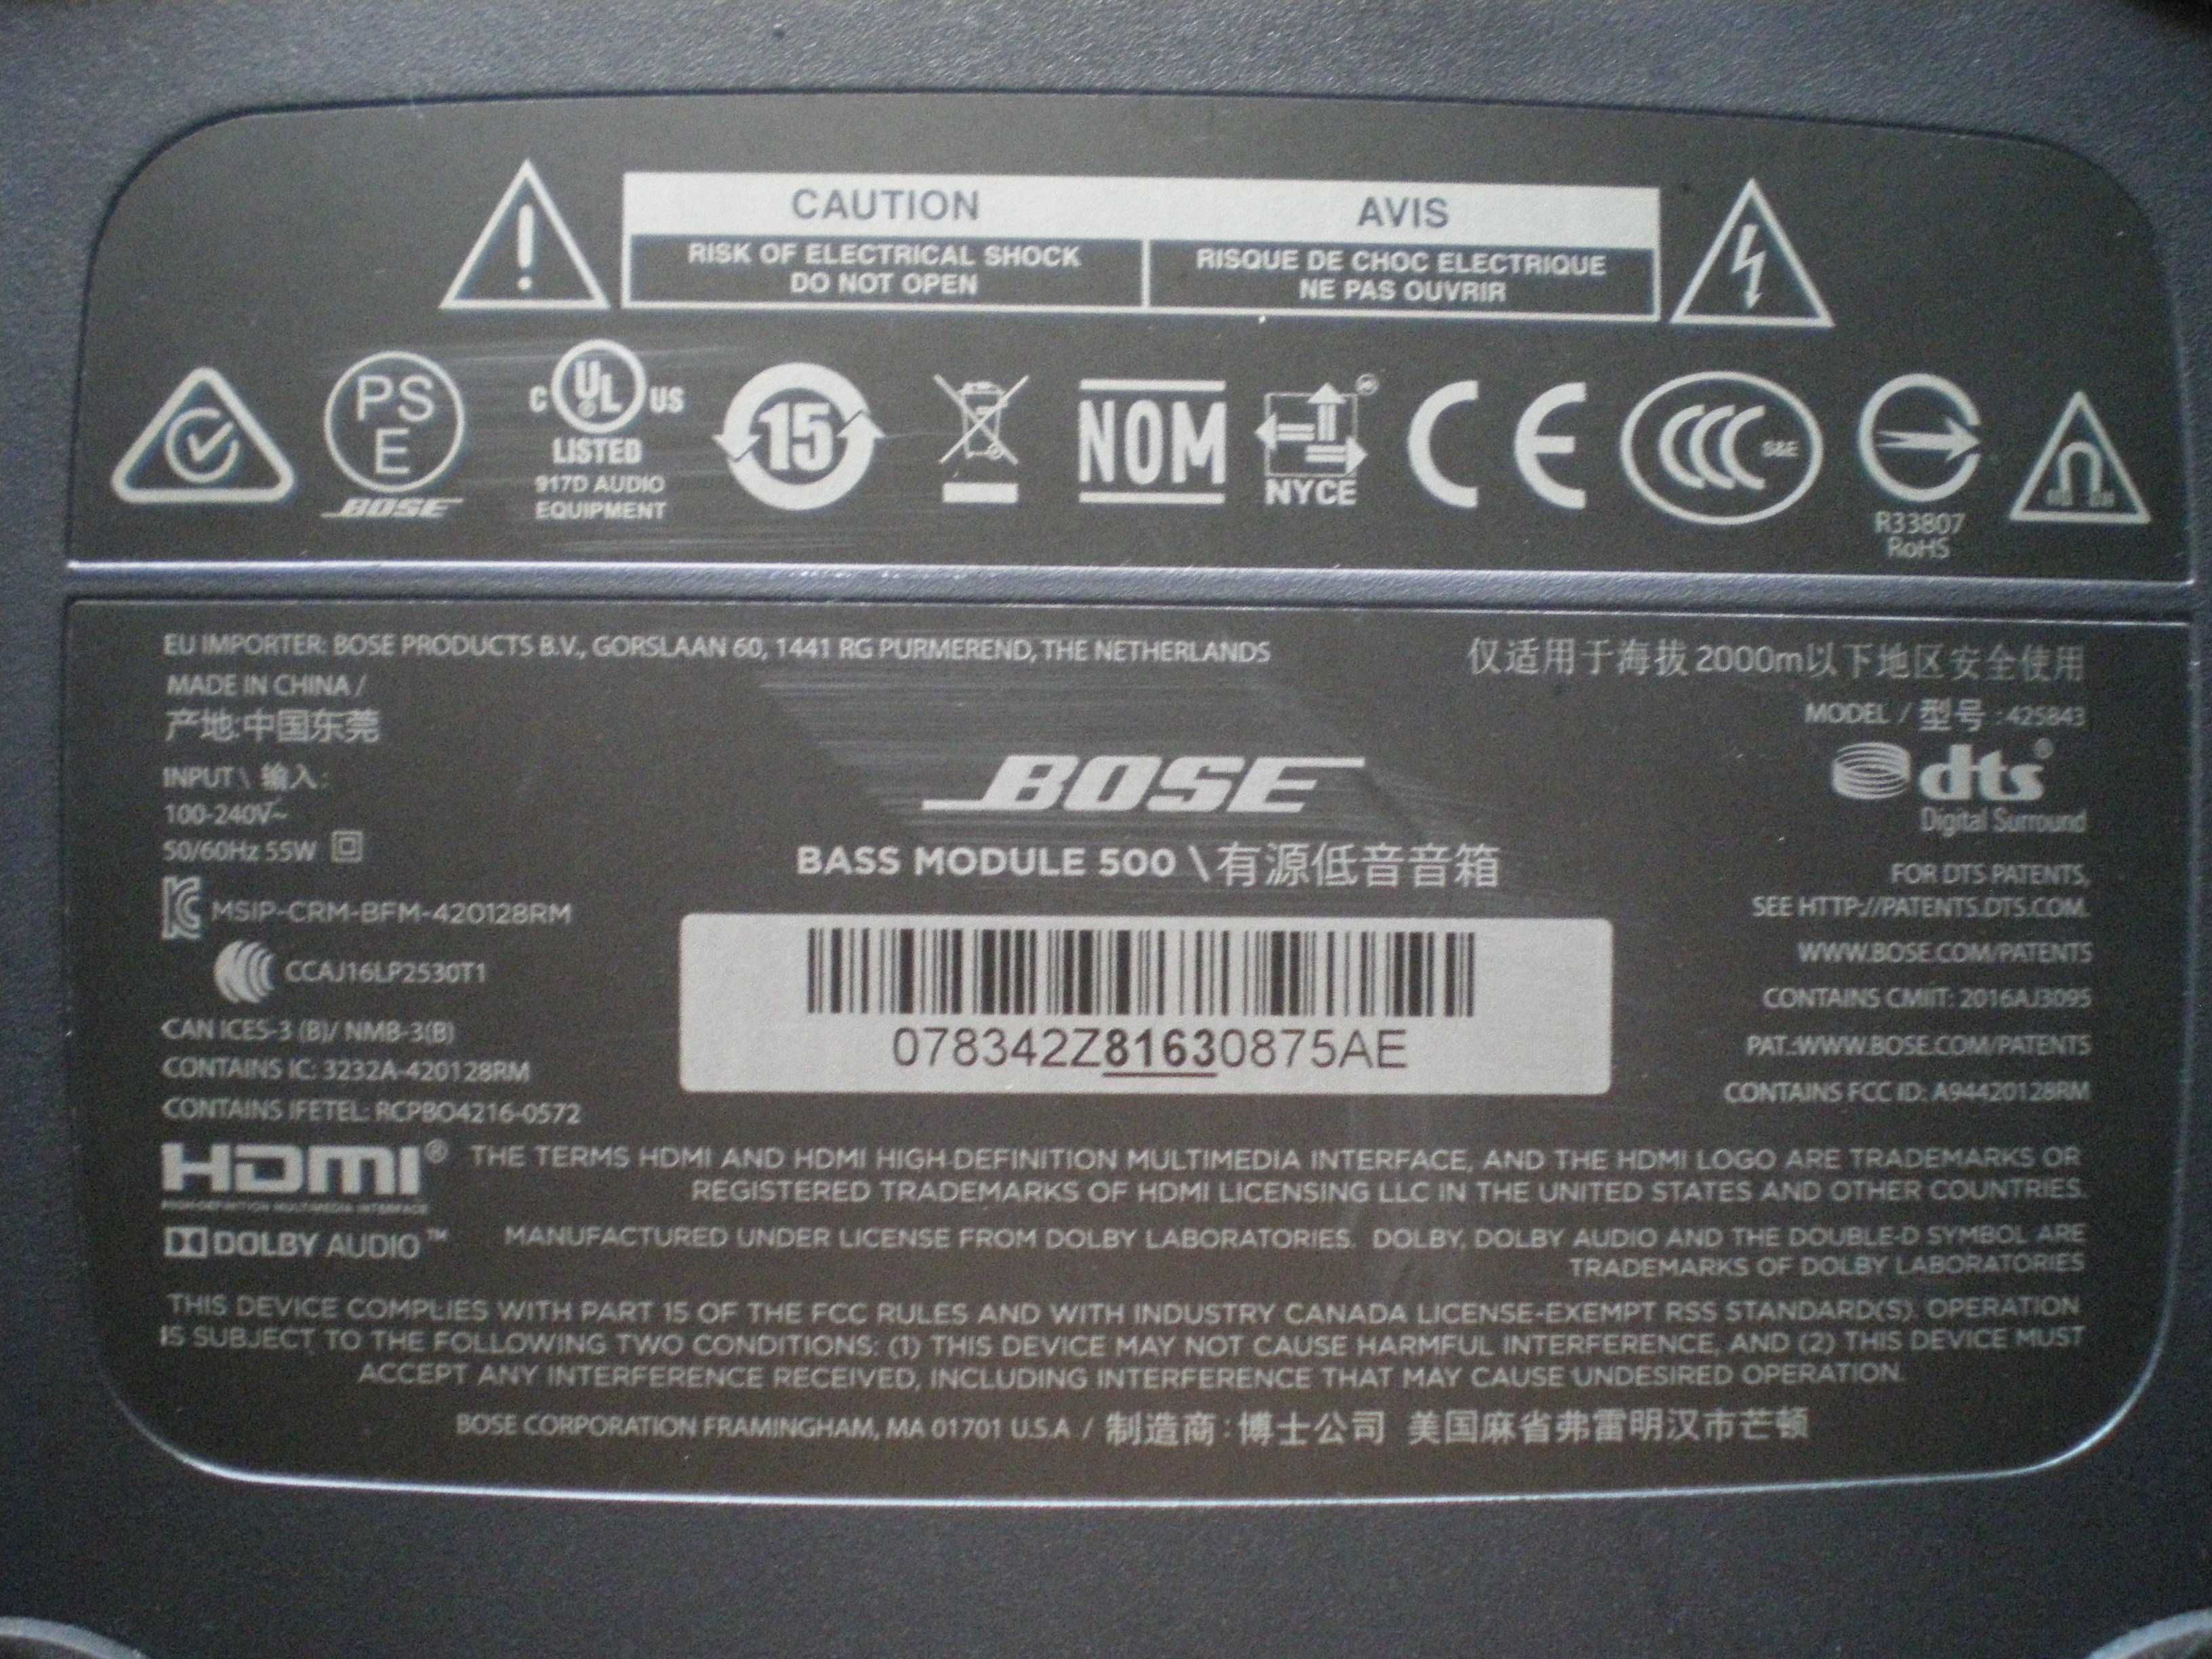 CAUTION
AVIS
RISK OF ELECTRICAL SHOCK
DO NOT OPEN
RISQUE DE CHOC ELECTRIQUE
NE PAS OUVRIR
PS
E
BOSE
C UL US
LISTED
917D AUDIO
EQUIPMENT
15
NOM
NYCE
CE
CCC S&E
R33807
RoHS
EU IMPORTER: BOSE PRODUCTS B.V., GORSLAAN 60, 1441 RG PURMEREND, THE NETHERLANDS
仅适用于海拔2000m以下地区安全使用
MADE IN CHINA /
产地:中国东莞
MODEL / 型号 :425843
INPUT \ 输入:
100-240V~
50/60Hz 55W
dts®
Digital Surround
BOSE
BASS MODULE 500 \ 有源低音音箱
FOR DTS PATENTS,
SEE HTTP://PATENTS.DTS.COM.
MSIP-CRM-BFM-420128RM
WWW.BOSE.COM/PATENTS
CCAJ16LP2530T1
CONTAINS CMIIT: 2016AJ3095
CAN ICES-3 (B)/ NMB-3(B)
PAT.:WWW.BOSE.COM/PATENTS
078342Z81630875AE
CONTAINS IC: 3232A-420128RM
CONTAINS FCC ID: A94420128RM
CONTAINS IFETEL: RCPBO4216-0572
HDMI®
HIGH-DEFINITION MULTIMEDIA INTERFACE
THE TERMS HDMI AND HDMI HIGH-DEFINITION MULTIMEDIA INTERFACE, AND THE HDMI LOGO ARE TRADEMARKS OR
REGISTERED TRADEMARKS OF HDMI LICENSING LLC IN THE UNITED STATES AND OTHER COUNTRIES.
DOLBY AUDIO™
MANUFACTURED UNDER LICENSE FROM DOLBY LABORATORIES. DOLBY, DOLBY AUDIO AND THE DOUBLE-D SYMBOL ARE
TRADEMARKS OF DOLBY LABORATORIES
THIS DEVICE COMPLIES WITH PART 15 OF THE FCC RULES AND WITH INDUSTRY CANADA LICENSE-EXEMPT RSS STANDARD(S). OPERATION
IS SUBJECT TO THE FOLLOWING TWO CONDITIONS: (1) THIS DEVICE MAY NOT CAUSE HARMFUL INTERFERENCE, AND (2) THIS DEVICE MUST
ACCEPT ANY INTERFERENCE RECEIVED, INCLUDING INTERFERENCE THAT MAY CAUSE UNDESIRED OPERATION.
BOSE CORPORATION FRAMINGHAM, MA 01701 U.S.A / 制造商:博士公司 美国麻省弗雷明汉市芒顿